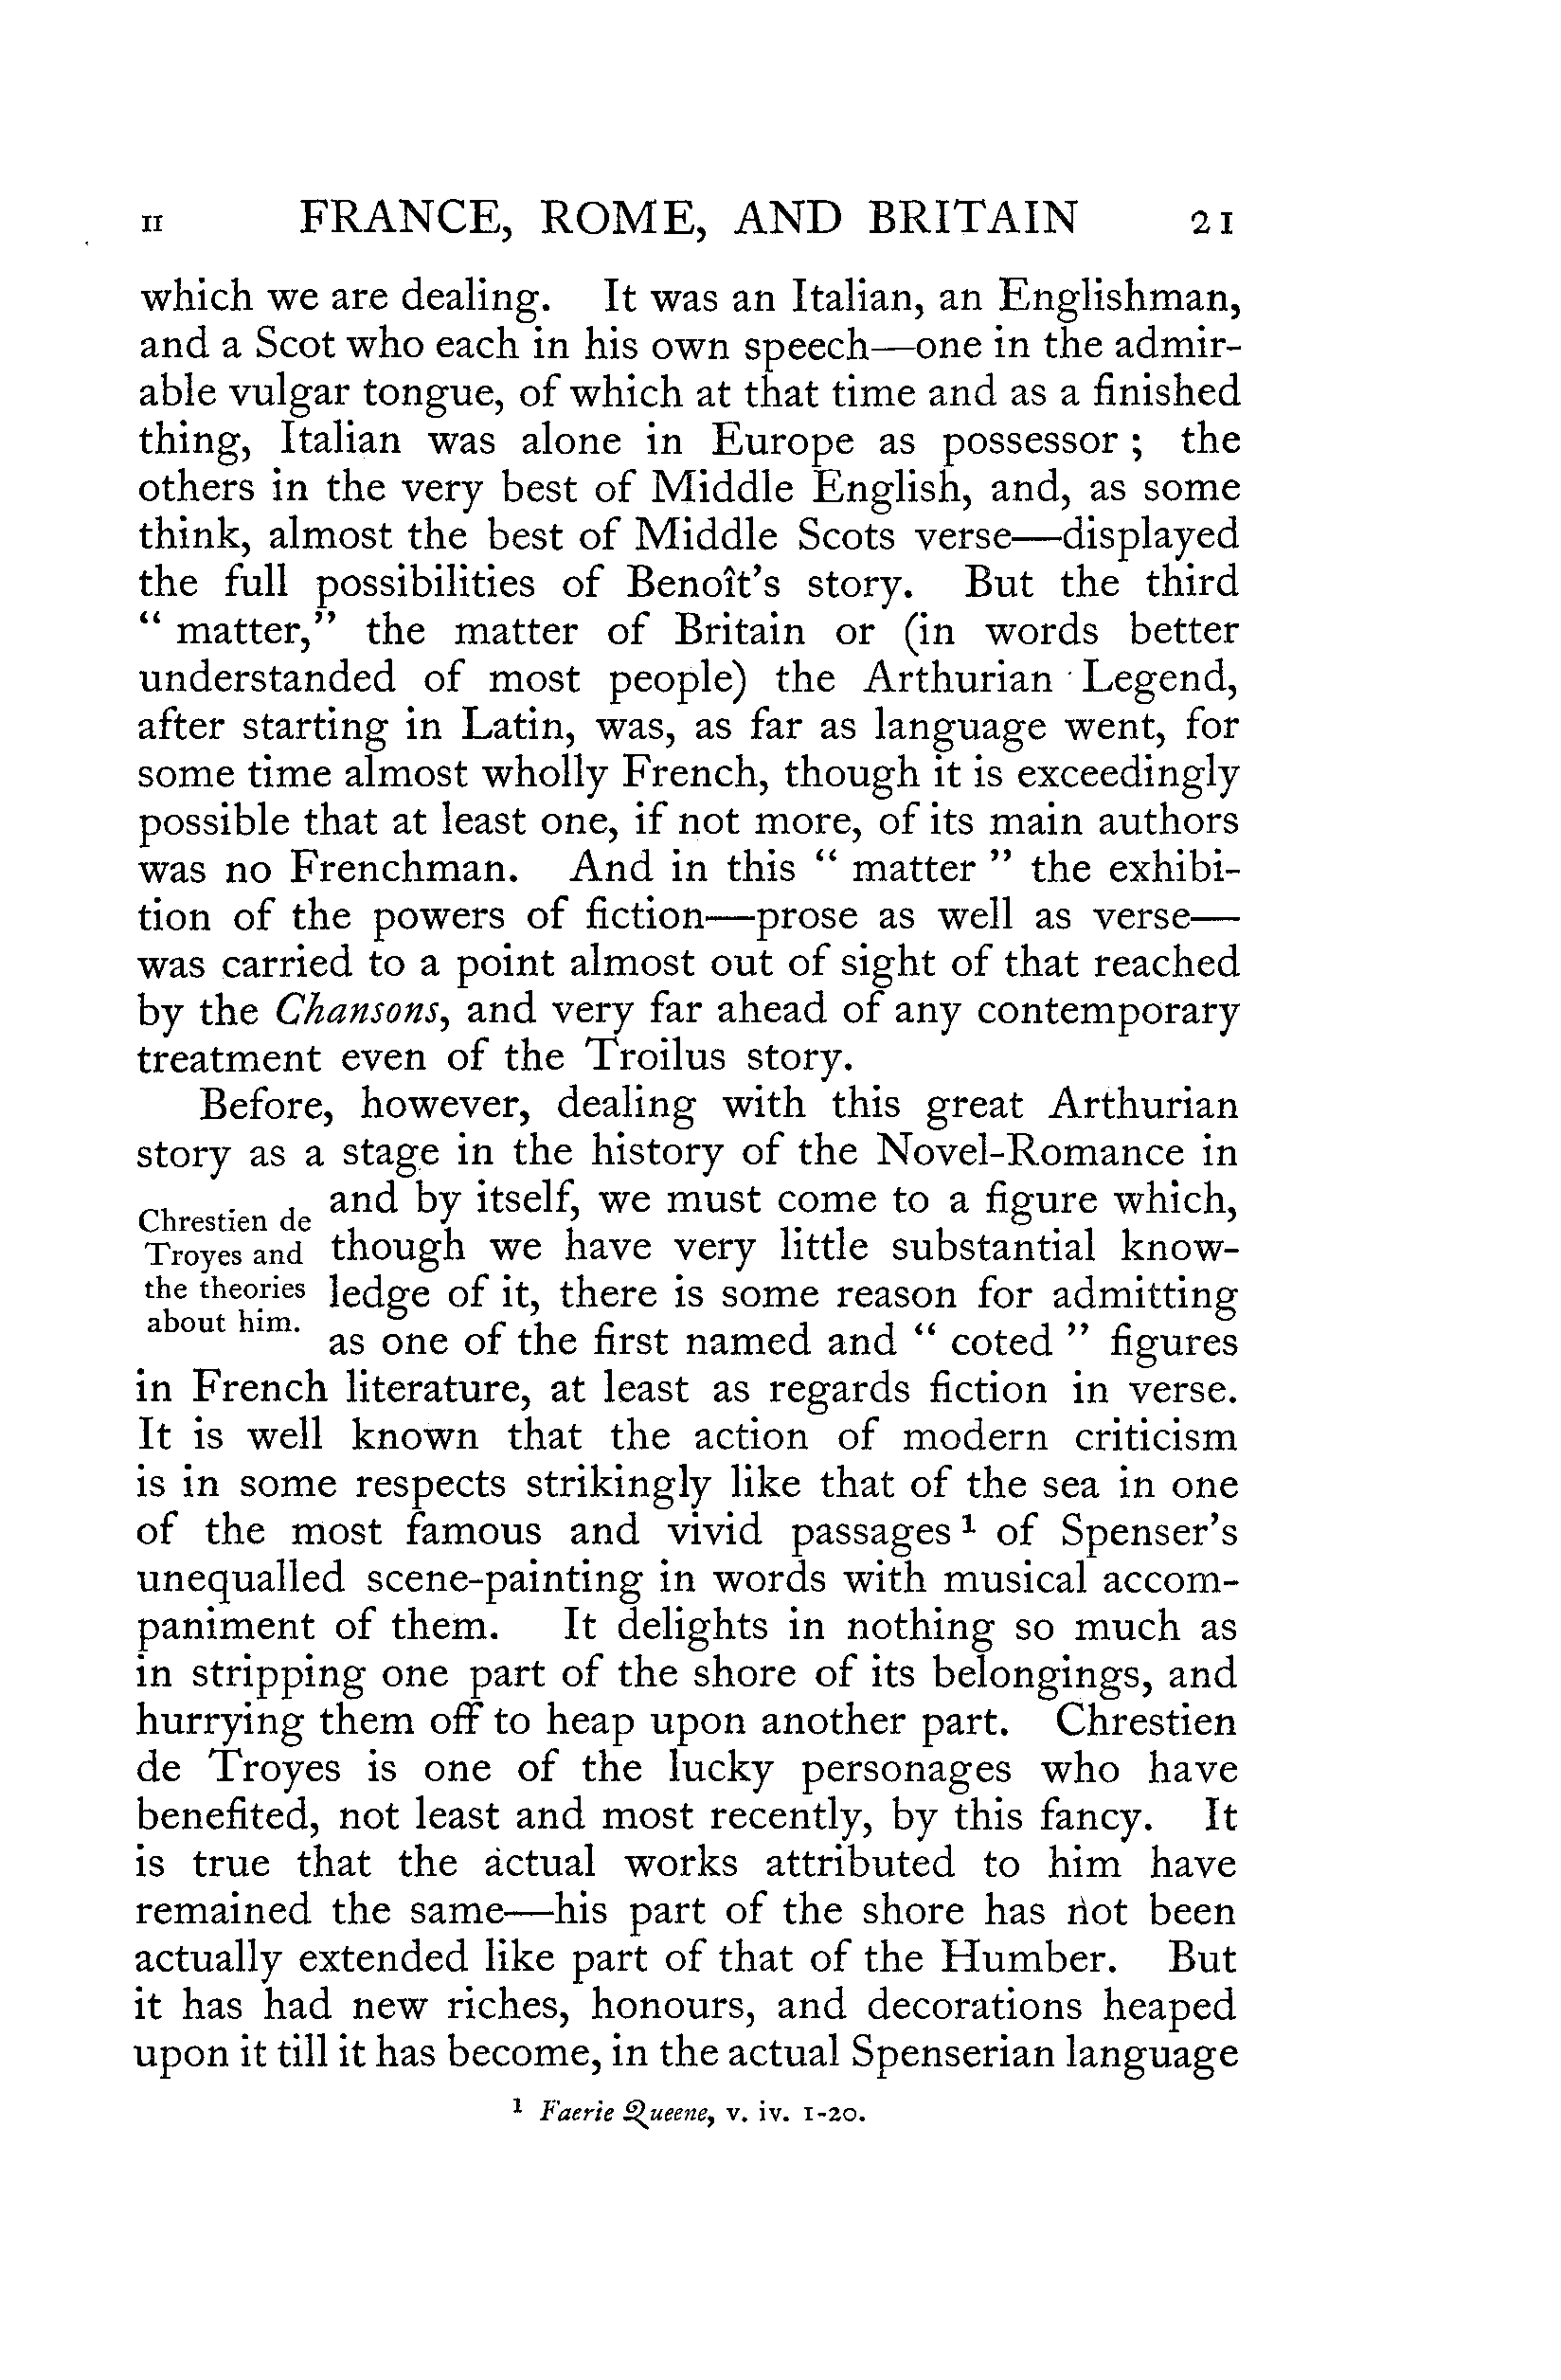 II FRANCE, ROME, AND BRITAIN 21
which we are dealing. It was an Italian, an Englishman,
and a Scot who each in his own speech—one in the admir-
able vulgar tongue, of which at that time and as a finished
thing, Italian was alone in Europe as possessor ; the
others in the very best of Middle English, and, as some
think, almost the best of Middle Scots verse—displayed
the full possibilities of Benoît's story. But the third
" matter," the matter of Britain or (in words better
understanded of most people) the Arthurian Legend,
after starting in Latin, was, as far as language went, for
some time almost wholly French, though it is exceedingly
possible that at least one, if not more, of its main authors
was no Frenchman. And in this " matter " the exhibi-
tion of the powers of fiction—prose as well as verse—
was carried to a point almost out of sight of that reached
by the Chansons, and very far ahead of any contemporary
treatment even of the Troilus story.
Before, however, dealing with this great Arthurian
story as a stage in the history of the Novel-Romance in
Chrestien de
Troyes and
the theories
about him.
and by itself, we must come to a figure which,
though we have very little substantial know-
ledge of it, there is some reason for admitting
as one of the first named and " coted " figures
in French literature, at least as regards fiction in verse.
It is well known that the action of modern criticism
is in some respects strikingly like that of the sea in one
of the most famous and vivid passages¹ of Spenser's
unequalled scene-painting in words with musical accom-
paniment of them. It delights in nothing so much as
in stripping one part of the shore of its belongings, and
hurrying them off to heap upon another part. Chrestien
de Troyes is one of the lucky personages who have
benefited, not least and most recently, by this fancy. It
is true that the actual works attributed to him have
remained the same—his part of the shore has not been
actually extended like part of that of the Humber. But
it has had new riches, honours, and decorations heaped
upon it till it has become, in the actual Spenserian language
¹ Faerie Queene, v. iv. 1-20.